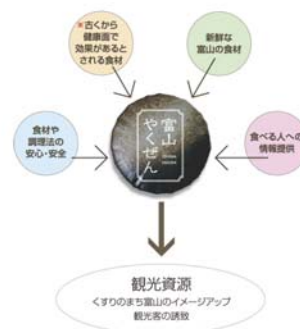 ※古くから
健康面で
効果があると
される食材
新鮮な
富山の食材
食材や
調理法の
安心・安全
富山
やくぜん
食べる人への
情報提供
観光資源
くすりのまち富山のイメージアップ
観光客の誘致